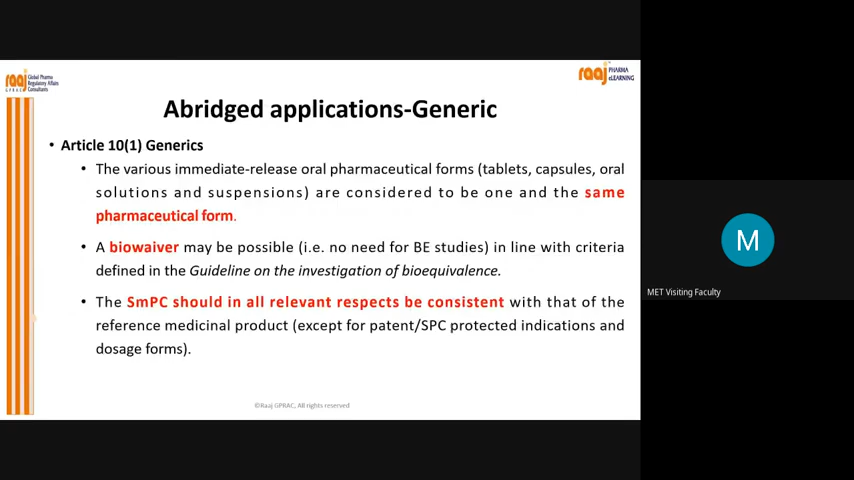 raaj Global Pharma
Regulatory Affairs
GPRAC Consultants
raaj PHARMA
eLEARNING
Abridged applications-Generic
• Article 10(1) Generics
• The various immediate-release oral pharmaceutical forms (tablets, capsules, oral
solutions and suspensions) are considered to be one and the same
pharmaceutical form.
• A biowaiver may be possible (i.e. no need for BE studies) in line with criteria
defined in the Guideline on the investigation of bioequivalence.
• The SmPC should in all relevant respects be consistent with that of the
reference medicinal product (except for patent/SPC protected indications and
dosage forms).
©Raaj GPRAC, All rights reserved
M
MET Visiting Faculty